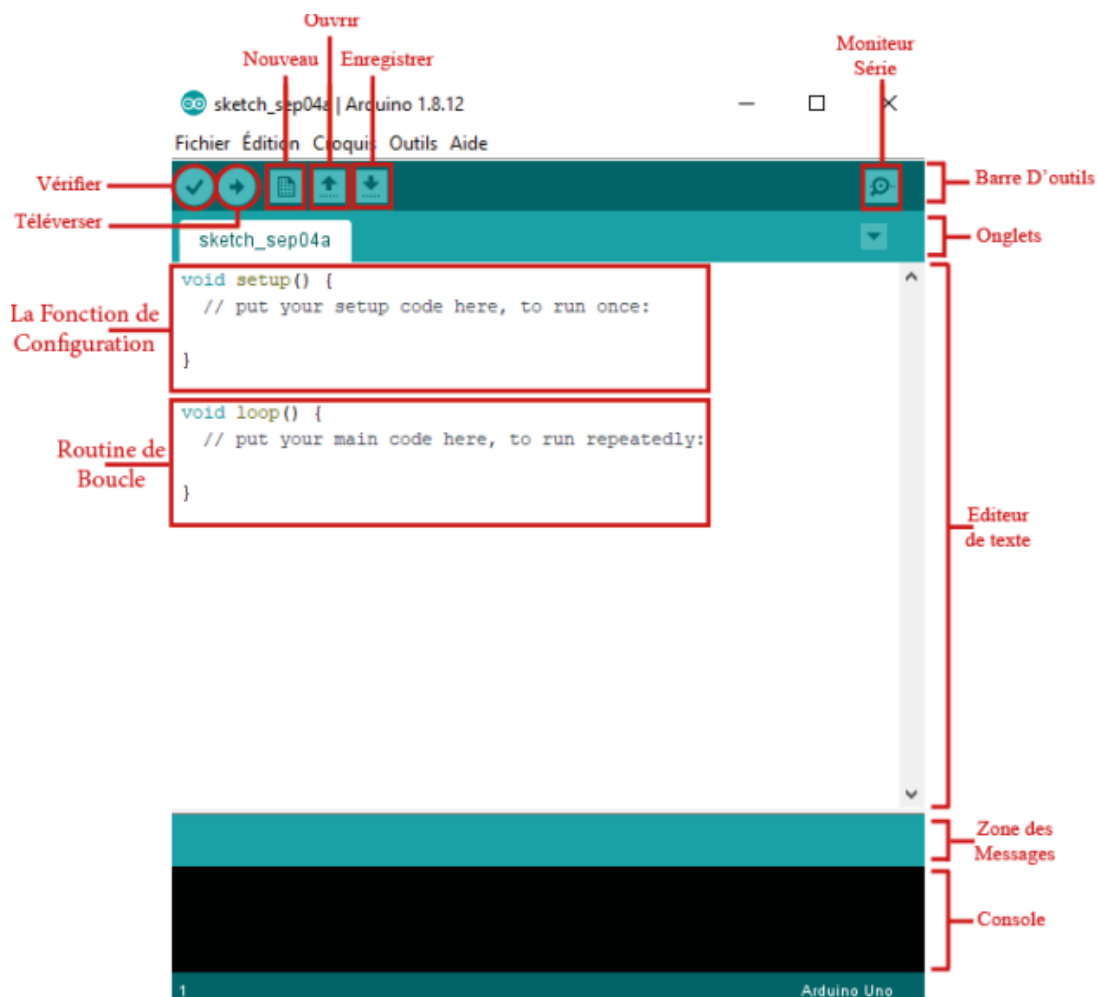 Ouvrir
Nouveau
Enregistrer
Moniteur
Série
sketch_sep04a | Arduino 1.8.12
Fichier Édition Croquis Outils Aide
Vérifier
Téléverser
Barre D'outils
sketch_sep04a
Onglets
void setup() {
// put your setup code here, to run once:
}
La Fonction de
Configuration
void loop() {
// put your main code here, to run repeatedly:
}
Routine de
Boucle
Editeur
de texte
Zone des
Messages
Console
1
Arduino Uno